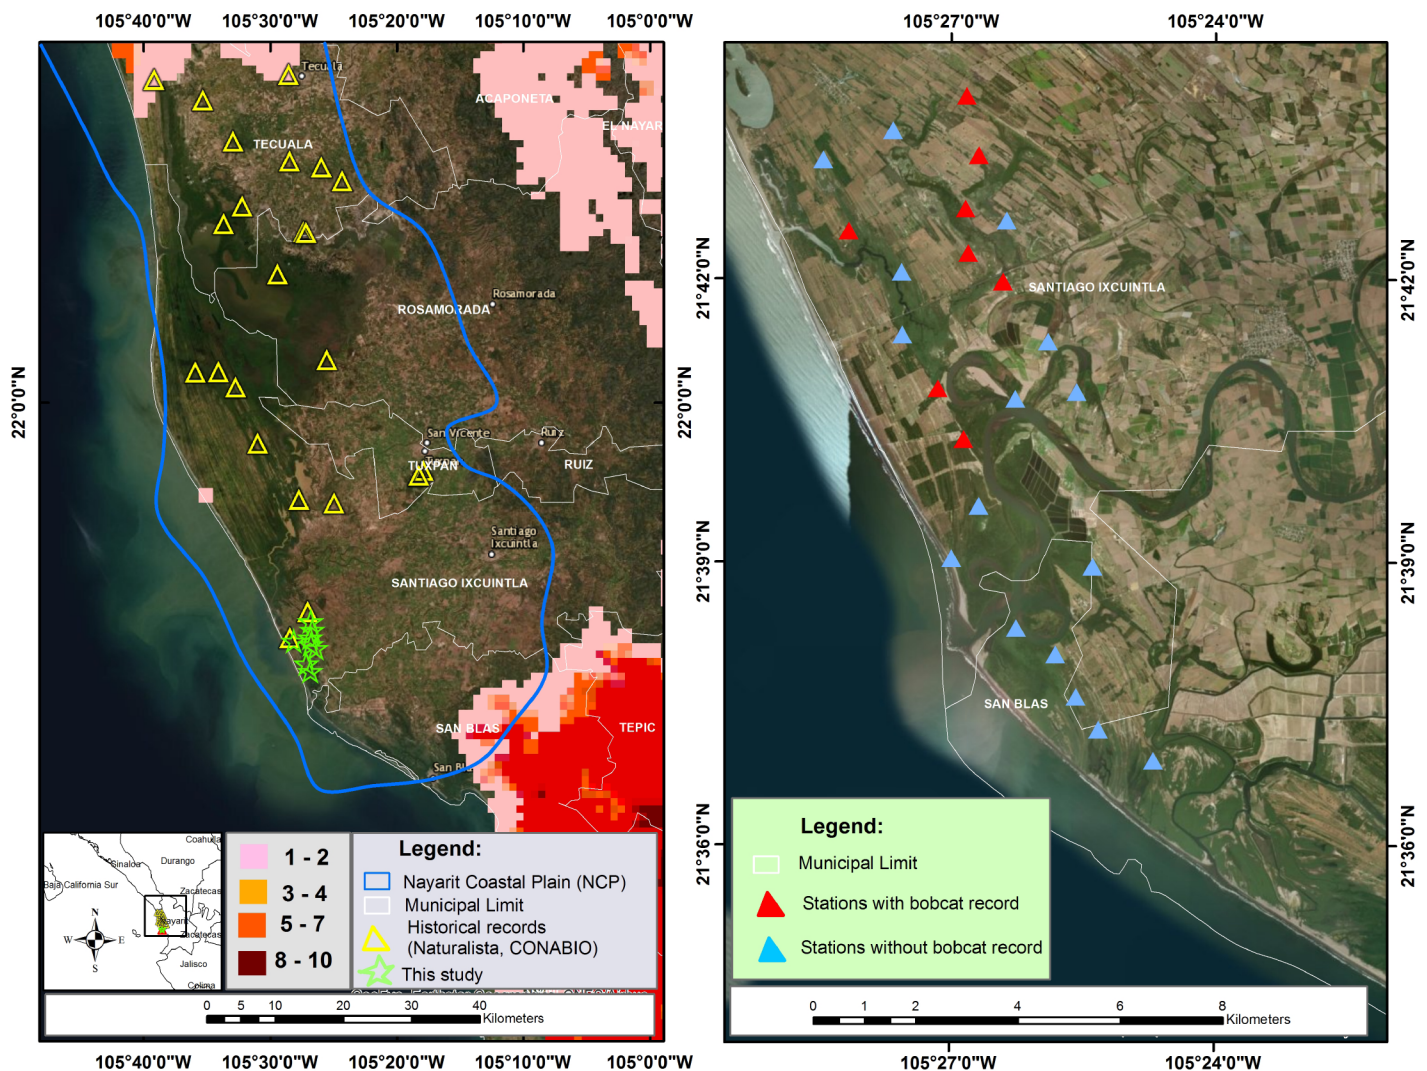 105°40'0"W 105°30'0"W 105°20'0"W 105°10'0"W 105°0'0"W
105°27'0"W 105°24'0"W
Tecuala
ACAPONETA
EL NAYAR
TECUALA
Rosamorada
ROSAMORADA
22°0'0"N
22°0'0"N
San Vicente
Ruiz
TUXPAN
RUIZ
Santiago
Ixcuintla
SANTIAGO IXCUINTLA
SAN BLAS
TEPIC
San Bla
Coahuila
Sinaloa
Durango
Baja California Sur
Zacatecas
Nayarit
Zacatecas
Jalisco
Colima
N
W E
S
1 - 2
3 - 4
5 - 7
8 - 10
Legend:
Nayarit Coastal Plain (NCP)
Municipal Limit
Historical records
(Naturalista, CONABIO)
This study
0 5 10 20 30 40
Kilometers
105°40'0"W 105°30'0"W 105°20'0"W 105°10'0"W 105°0'0"W
21°42'0"N
21°42'0"N
SANTIAGO IXCUINTLA
21°39'0"N
21°39'0"N
SAN BLAS
21°36'0"N
21°36'0"N
Legend:
Municipal Limit
Stations with bobcat record
Stations without bobcat record
0 2 4 6 8
Kilometers
105°27'0"W 105°24'0"W